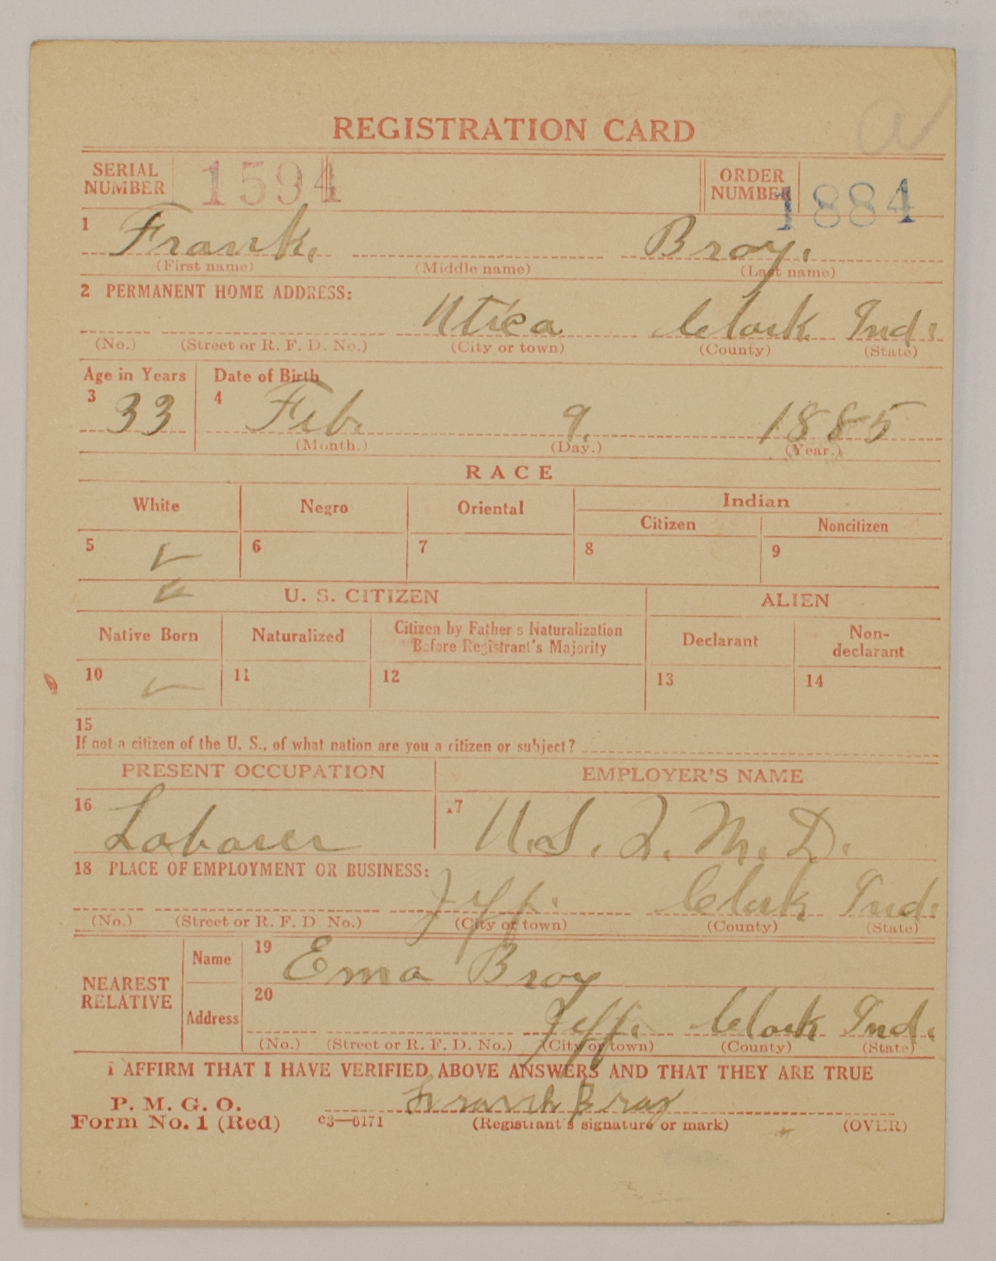 REGISTRATION CARD
SERIAL NUMBER 1594 ORDER NUMBER 1884
1 Frank. Broy.
(First name) (Middle name) (Last name)
2 PERMANENT HOME ADDRESS:
Utica Clark Ind.
(No.) (Street or R. F. D. No.) (City or town) (County) (State)
Age in Years Date of Birth
3 33 4 Feb. 9. 1885
(Month.) (Day.) (Year.)
RACE
White Negro Oriental Indian
Citizen Noncitizen
5 ✓ 6 7 8 9
U. S. CITIZEN ALIEN
Native Born Naturalized Citizen by Father's Naturalization Before Registrant's Majority Declarant Non-declarant
10 ✓ 11 12 13 14
15
If not a citizen of the U. S., of what nation are you a citizen or subject?
PRESENT OCCUPATION EMPLOYER'S NAME
16 Laborer 17 U.S. Q. M. D.
18 PLACE OF EMPLOYMENT OR BUSINESS:
Jeff. Clark Ind.
(No.) (Street or R. F. D No.) (City or town) (County) (State)
NEAREST RELATIVE
Name 19 Ema Broy
Address 20 Jeff. Clark Ind.
(No.) (Street or R. F. D. No.) (City or town) (County) (State)
I AFFIRM THAT I HAVE VERIFIED ABOVE ANSWERS AND THAT THEY ARE TRUE
P. M. G. O.
Form No. 1 (Red) 03—6171 Frank Broy
(Registrant's signature or mark) (OVER)